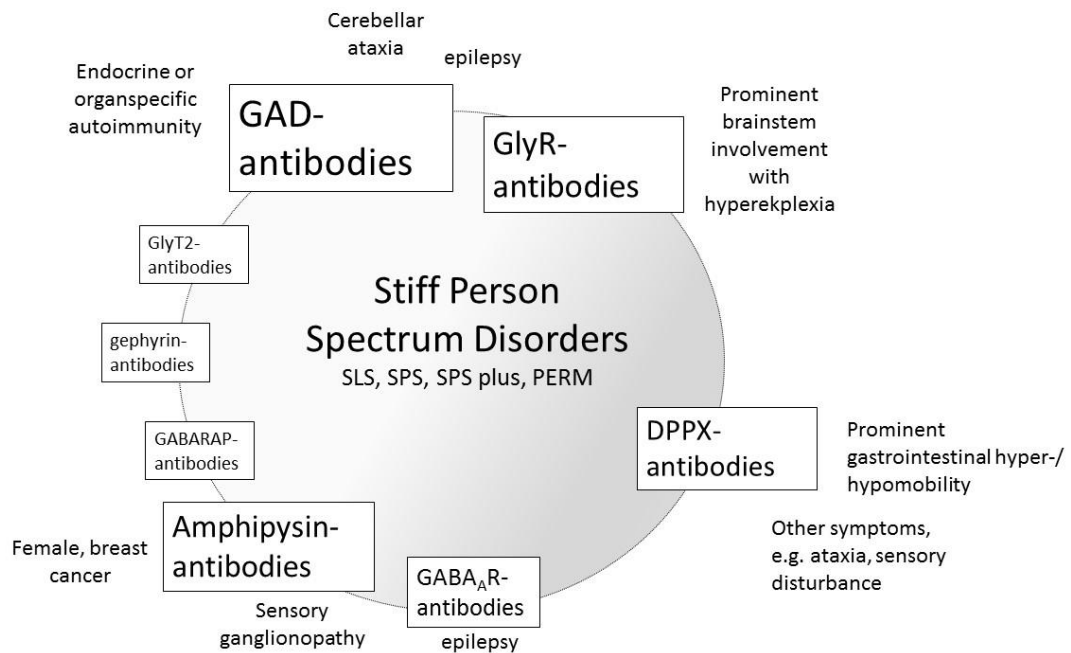 Cerebellar
ataxia
epilepsy
Endocrine or
organspecific
autoimmunity
GAD-
antibodies
GlyR-
antibodies
Prominent
brainstem
involvement
with
hyperekplexia
GlyT2-
antibodies
Stiff Person
Spectrum Disorders
SLS, SPS, SPS plus, PERM
gephyrin-
antibodies
GABARAP-
antibodies
DPPX-
antibodies
Prominent
gastrointestinal hyper-/
hypomobility
Amphipysin-
antibodies
Female, breast
cancer
Other symptoms,
e.g. ataxia, sensory
disturbance
GABAAR-
antibodies
Sensory
ganglionopathy
epilepsy